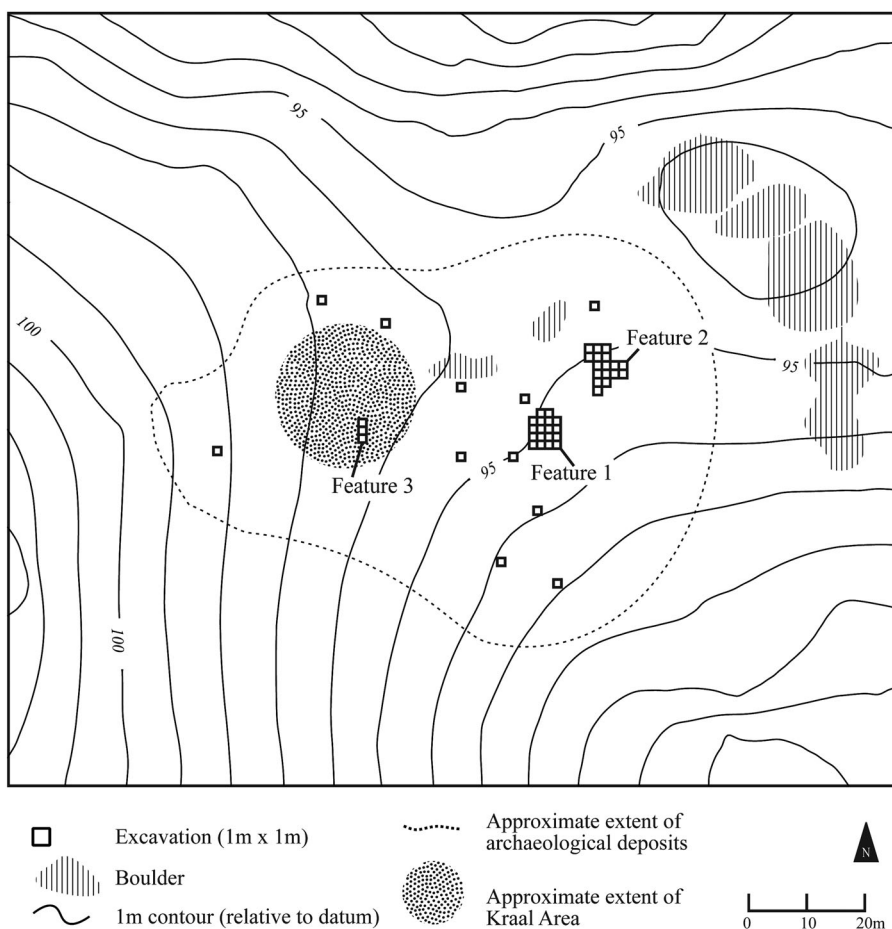 95
95
100
Feature 2
95
95
Feature 1
Feature 3
100
Excavation (1m x 1m)
Boulder
1m contour (relative to datum)
Approximate extent of
archaeological deposits
Approximate extent of
Kraal Area
N
0 10 20m